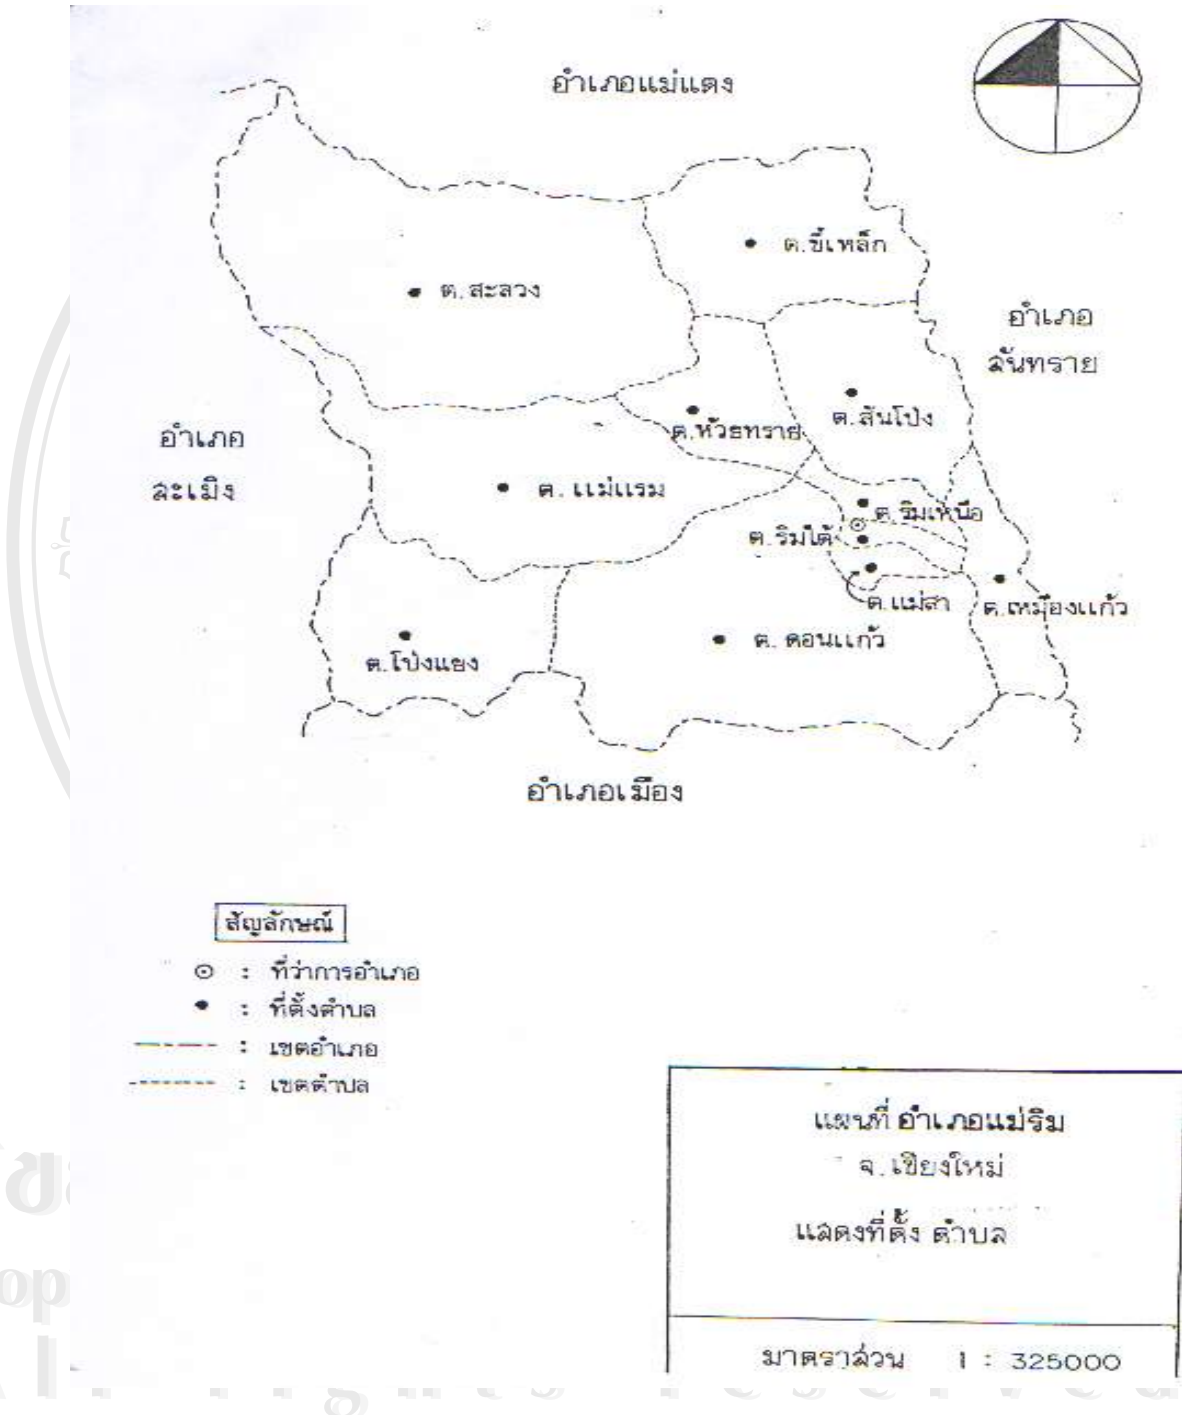 อำเภอแม่แตง
ต.ขี้เหล็ก
ต.สะลวง
อำเภอ
สันทราย
ต.สันโป่ง
ต.ห้วยทราย
อำเภอ
สะเมิง
ต. แม่แรม
ต.ริมเหนือ
ต.ริมใต้
ต.แม่สา
ต.เหมืองแก้ว
ต. ดอนแก้ว
ต.โป่งแยง
อำเภอเมือง
สัญลักษณ์
⊙ : ที่ว่าการอำเภอ
● : ที่ตั้งตำบล
: เขตอำเภอ
: เขตตำบล
แผนที่ อำเภอแม่ริม
จ.เชียงใหม่
แสดงที่ตั้ง ตำบล
มาตราส่วน 1 : 325000